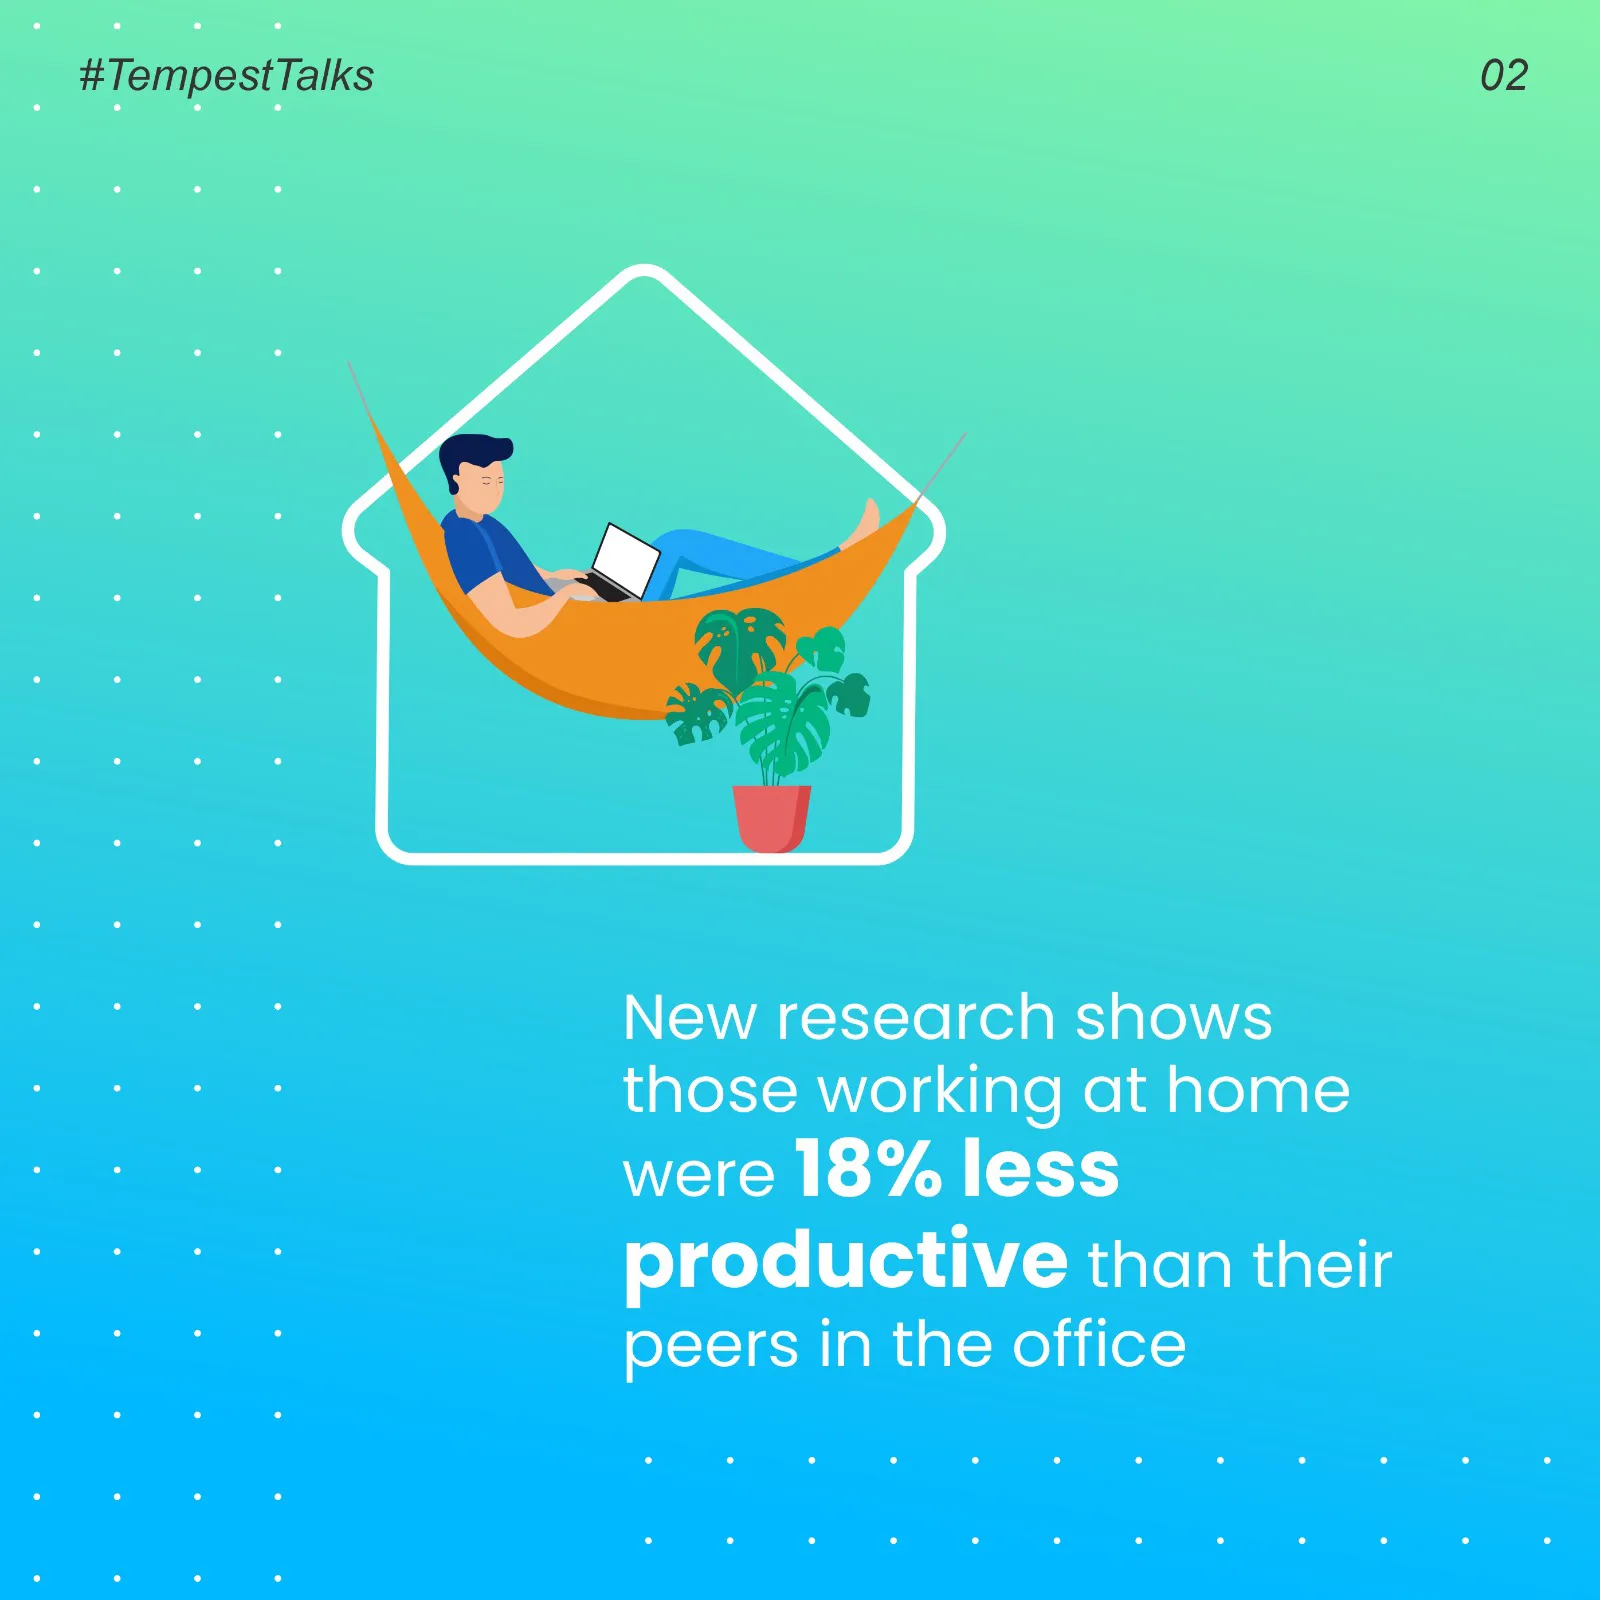 #TempestTalks
02
New research shows
those working at home
were 18% less
productive than their
peers in the office